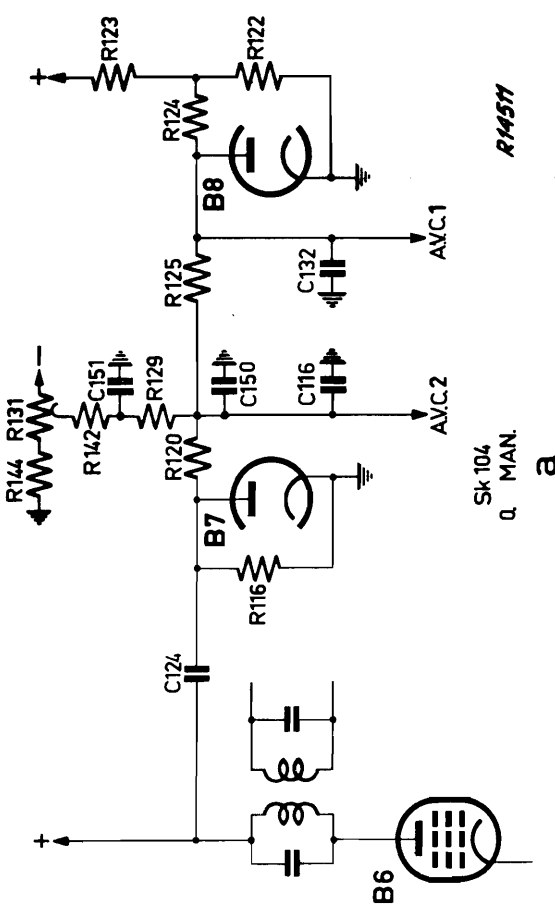 R144
R131
−
+
+
R142
C151
R123
R129
C124
R120
R125
R124
B7
B8
C150
R116
R122
C116
C132
B6
A.V.C.2
A.V.C.1
Sk 104
Q. MAN.
R14511
a